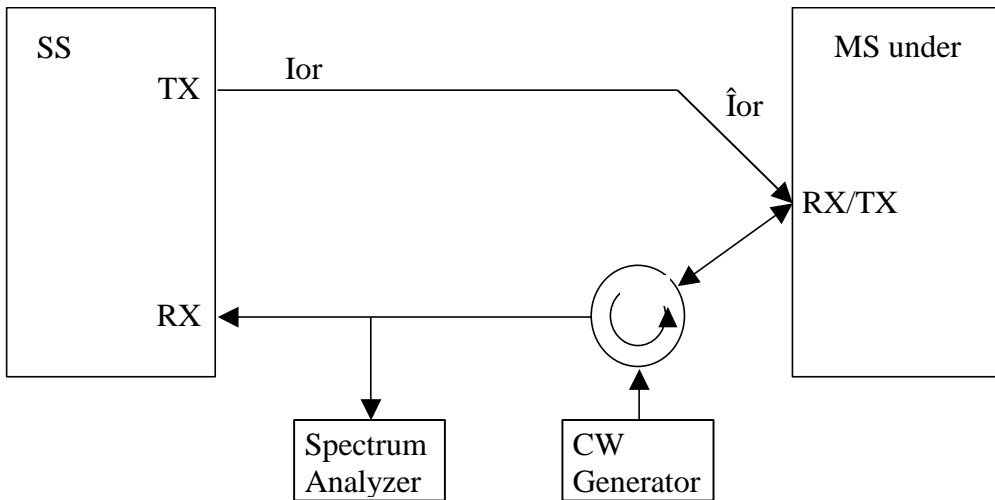 SS
MS under
TX
Ior
Îor
RX/TX
RX
Spectrum
Analyzer
CW
Generator